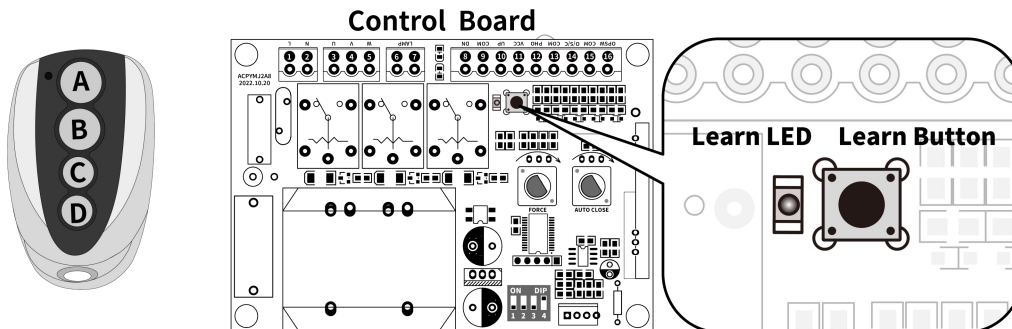 Control Board
A
B
C
D
L N U V W LAMP DN COM UP VCC PHO COM O/S/C COM OPSW
1 2 3 4 5 6 7 8 9 10 11 12 13 14 15 16
ACPYMJ2A8
2022.10.20
FORCE AUTO CLOSE
ON DIP
1 2 3 4
Learn LED Learn Button